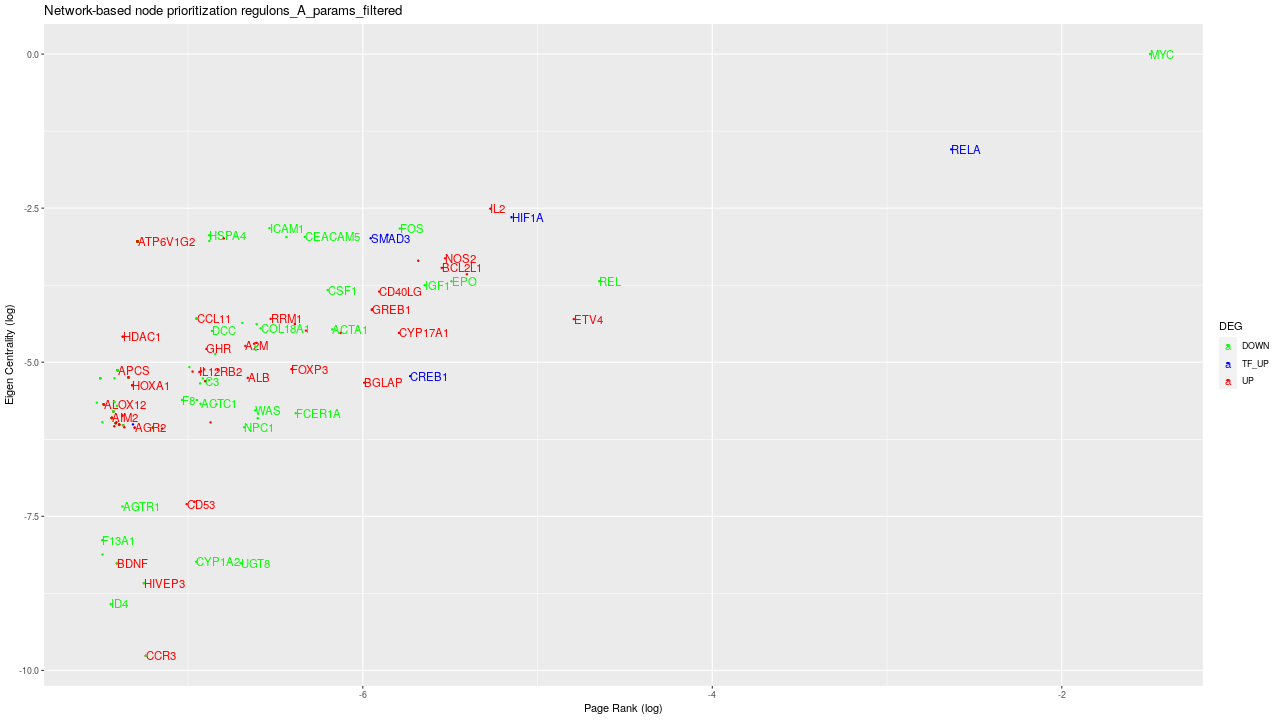 Network-based node prioritization regulons_A_params_filtered
0.0
-2.5
-5.0
-7.5
-10.0
Eigen Centrality (log)
-6
-4
-2
Page Rank (log)
MYC
RELA
IL2
HIF1A
ICAM1
FOS
HSPA4
CEACAM5
SMAD3
ATP6V1G2
NOS2
BCL2L1
REL
EPO
IGF1
CSF1
CD40LG
GREB1
CCL11
RRM1
ETV4
DCC
COL18A1
ACTA1
CYP17A1
HDAC1
GHR
A2M
APCS
IL12RB2
FOXP3
ALB
CREB1
C3
BGLAP
HOXA1
F8
ALOX12
ACTC1
WAS
FCER1A
AIM2
AGR2
NPC1
AGTR1
CD53
F13A1
BDNF
CYP1A2
UGT8
HIVEP3
ID4
CCR3
DEG
a DOWN
a TF_UP
a UP